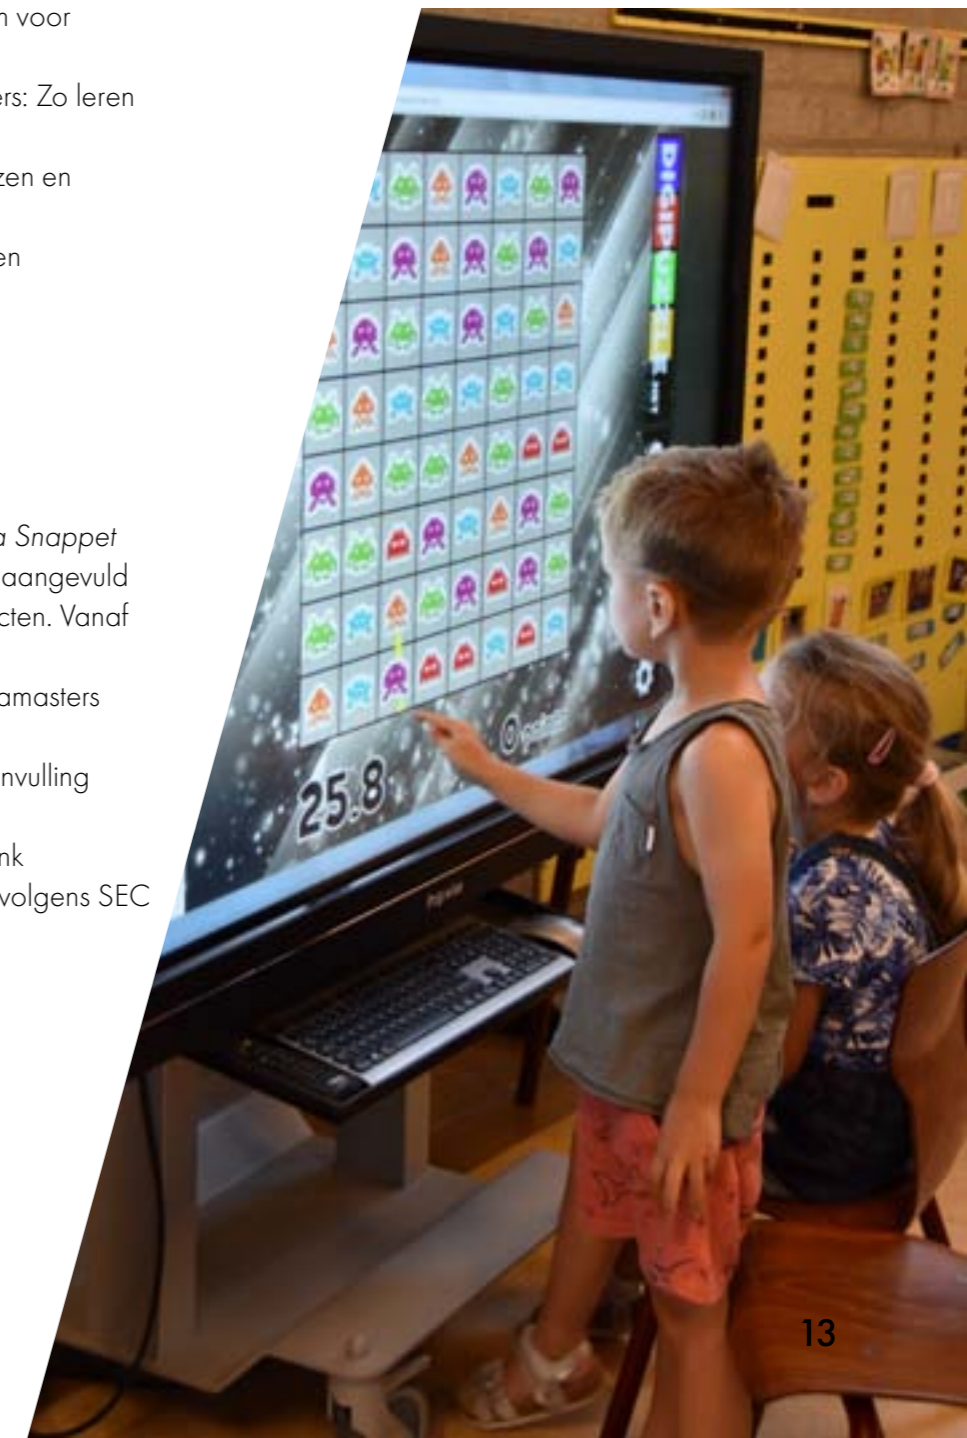 voor
ers: Zo leren
zen en
en
a Snappet
aangevuld
cten. Vanaf
amasters
nvulling
nk
volgens SEC
0
25.8
13